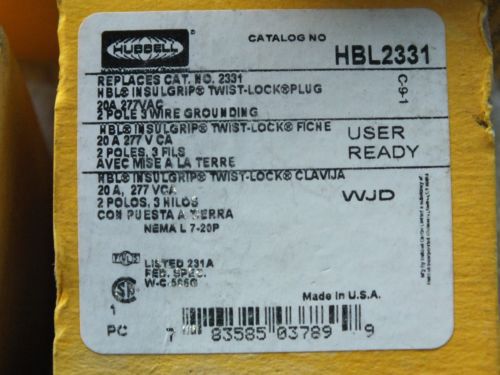 HUBBELL
CATALOG NO
HBL2331
REPLACES CAT. NO. 2331
HBL® INSULGRIP® TWIST-LOCK®PLUG
20A 277VAC
2 POLE 3 WIRE GROUNDING
C-9-1
HBL® INSULGRIP® TWIST-LOCK® FICHE
20 A 277 V CA
2 POLES, 3 FILS
AVEC MISE A LA TERRE
USER
READY
HBL® INSULGRIP® TWIST-LOCK® CLAVIJA
20 A, 277 VCA
2 POLOS, 3 HILOS
CON PUESTA A TIERRA
NEMA L 7-20P
WJD
LISTED 231A
FED. SPEC.
W-C-596G
Made in U.S.A.
1
PC
7 83585 03789 9